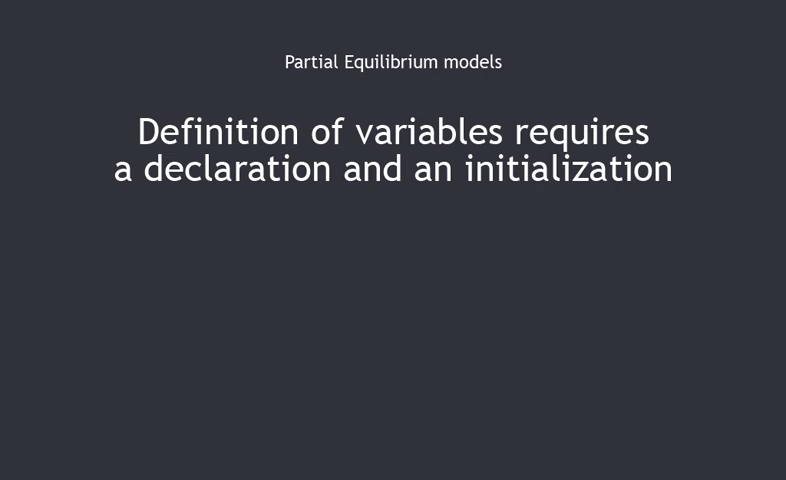 Partial Equilibrium models
Definition of variables requires
a declaration and an initialization